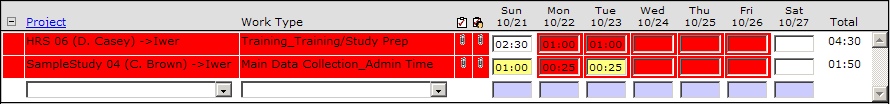 Sun Mon Tue Wed Thu Fri Sat
Project Work Type 10/21 10/22 10/23 10/24 10/25 10/26 10/27 Total
HRS 06 (D. Casey) ->Iwer Training_Training/Study Prep 02:30 01:00 01:00 04:30
SampleStudy 04 (C. Brown) ->Iwer Main Data Collection_Admin Time 01:00 00:25 00:25 01:50